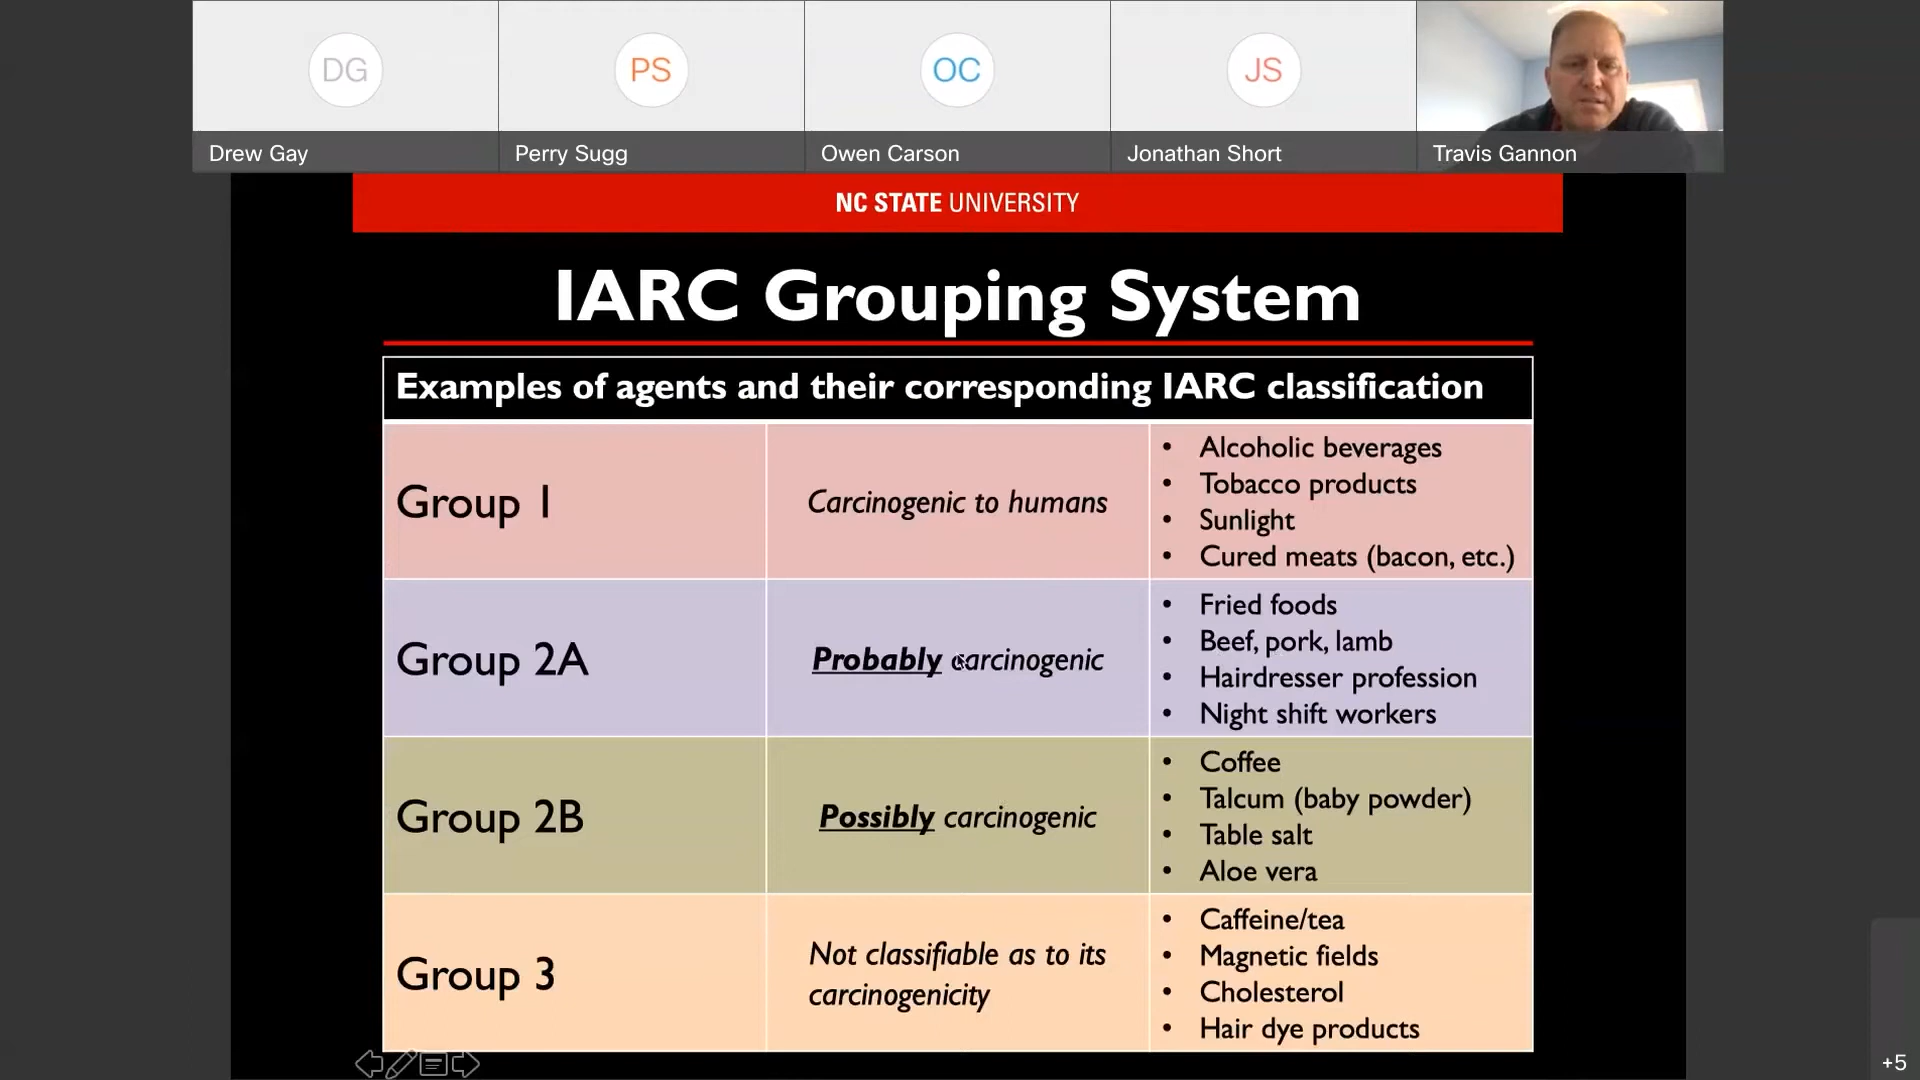 DG
PS
OC
JS
Drew Gay
Perry Sugg
Owen Carson
Jonathan Short
Travis Gannon
NC STATE UNIVERSITY
IARC Grouping System
Examples of agents and their corresponding IARC classification
Group 1
Carcinogenic to humans
• Alcoholic beverages
• Tobacco products
• Sunlight
• Cured meats (bacon, etc.)
Group 2A
Probably carcinogenic
• Fried foods
• Beef, pork, lamb
• Hairdresser profession
• Night shift workers
Group 2B
Possibly carcinogenic
• Coffee
• Talcum (baby powder)
• Table salt
• Aloe vera
Group 3
Not classifiable as to its
carcinogenicity
• Caffeine/tea
• Magnetic fields
• Cholesterol
• Hair dye products
+5